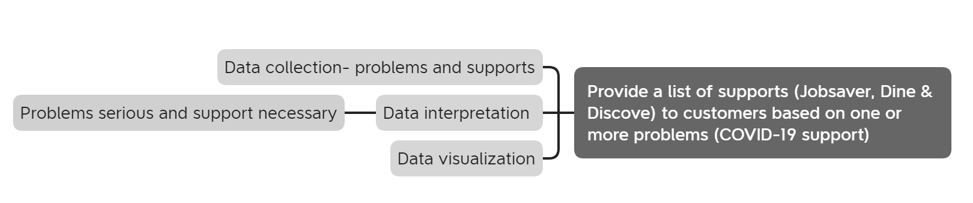 Data collection- problems and supports
Problems serious and support necessary
Data interpretation
Data visualization
Provide a list of supports (Jobsaver, Dine &
Discove) to customers based on one or
more problems (COVID-19 support)